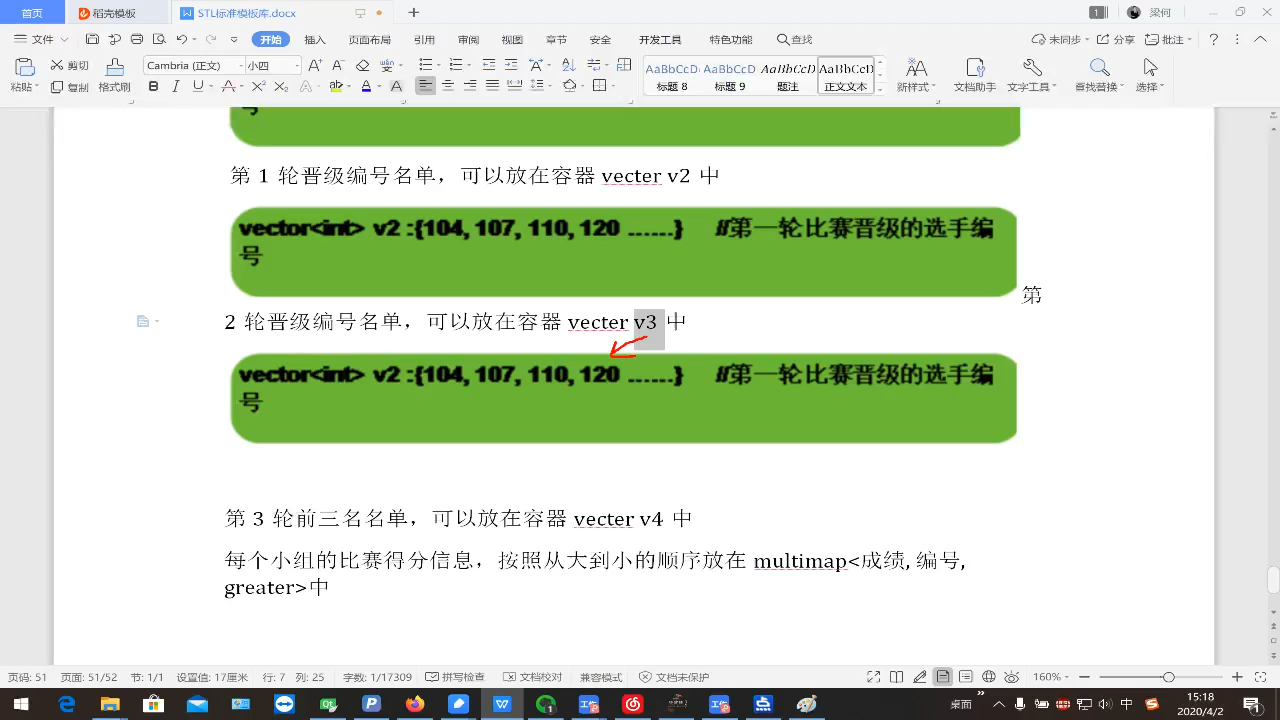 首页 稻壳模板 STL标准模板库.docx 1 梁何
文件 开始 插入 页面布局 引用 审阅 视图 章节 安全 开发工具 特色功能 查找 未同步 分享 批注
粘贴 剪切 复制 格式刷 Cambria (正文) 小四 AaBbCcD AaBbCcD AaBbCcD AaBbCcD
标题 8 标题 9 题注 正文文本 新样式 文档助手 文字工具 查找替换 选择
号
第 1 轮晋级编号名单，可以放在容器 vecter v2 中
vector<int> v2 :{104, 107, 110, 120 ......} //第一轮比赛晋级的选手编
号
第
2 轮晋级编号名单，可以放在容器 vecter v3 中
vector<int> v2 :{104, 107, 110, 120 ......} //第一轮比赛晋级的选手编
号
第 3 轮前三名名单，可以放在容器 vecter v4 中
每个小组的比赛得分信息，按照从大到小的顺序放在 multimap<成绩, 编号,
greater>中
页码: 51 页面: 51/52 节: 1/1 设置值: 17厘米 行: 7 列: 25 字数: 1/17309 拼写检查 文档校对 兼容模式 文档未保护 160%
桌面 中 15:18
2020/4/2